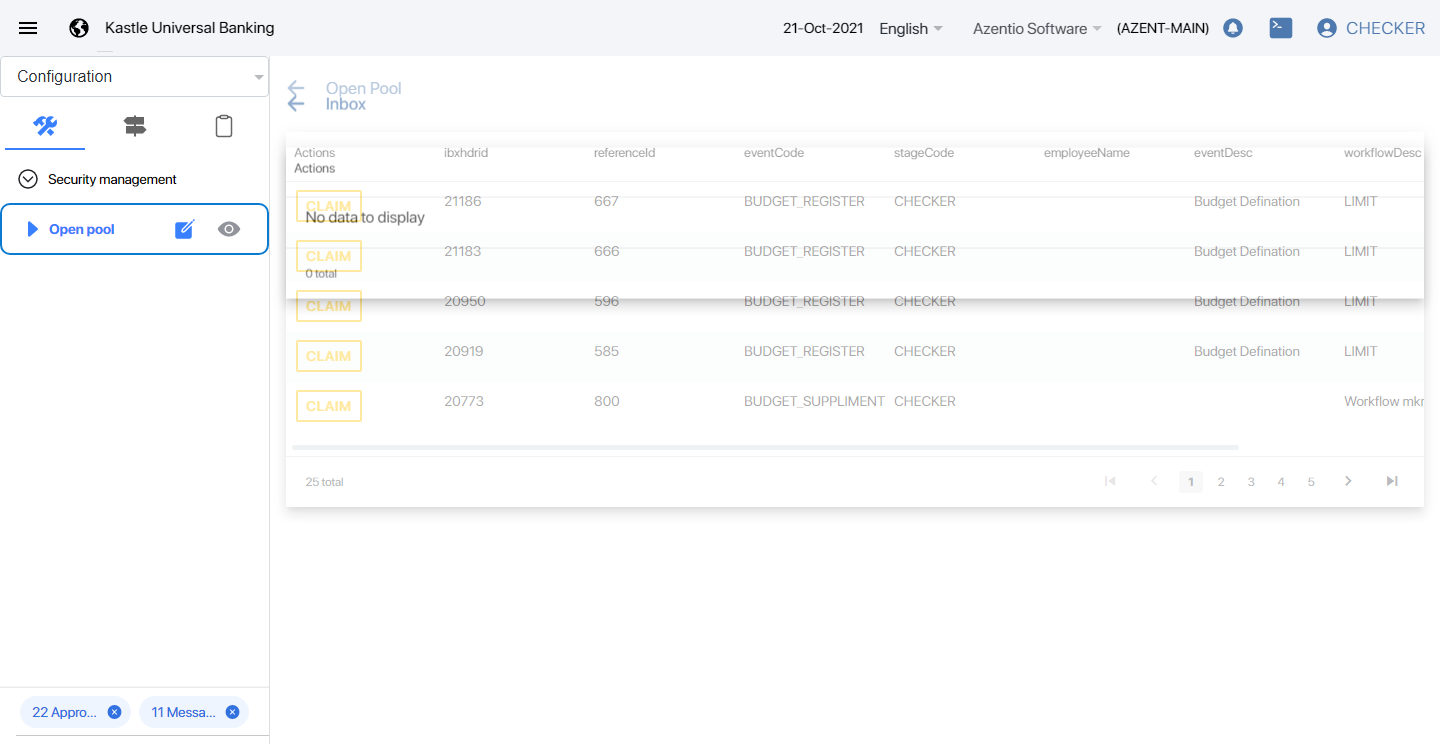 Kastle Universal Banking 21-Oct-2021 English Azentio Software (AZENT-MAIN) CHECKER
Configuration
Security management
Open pool
22 Appro... 11 Messa...
Open Pool
Inbox
Actions ibxhdrid referenceId eventCode stageCode employeeName eventDesc workflowDesc
Actions
CLAIM 21186 667 BUDGET_REGISTER CHECKER Budget Defination LIMIT
No data to display
CLAIM 21183 666 BUDGET_REGISTER CHECKER Budget Defination LIMIT
0 total
CLAIM 20950 596 BUDGET_REGISTER CHECKER Budget Defination LIMIT
CLAIM 20919 585 BUDGET_REGISTER CHECKER Budget Defination LIMIT
CLAIM 20773 800 BUDGET_SUPPLIMENT CHECKER Workflow mkr
25 total 1 2 3 4 5